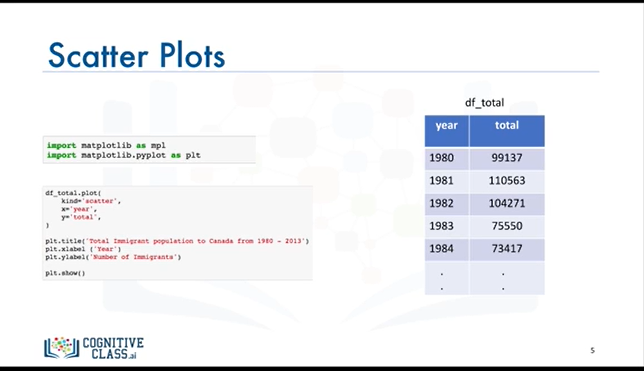 Scatter Plots
import matplotlib as mpl
import matplotlib.pyplot as plt
df_total.plot(
kind='scatter',
x='year',
y='total',
)
plt.title('Total Immigrant population to Canada from 1980 - 2013')
plt.xlabel ('Year')
plt.ylabel('Number of Immigrants')
plt.show()
df_total
year total
1980 99137
1981 110563
1982 104271
1983 75550
1984 73417
. .
. .
COGNITIVE
CLASS.ai
5